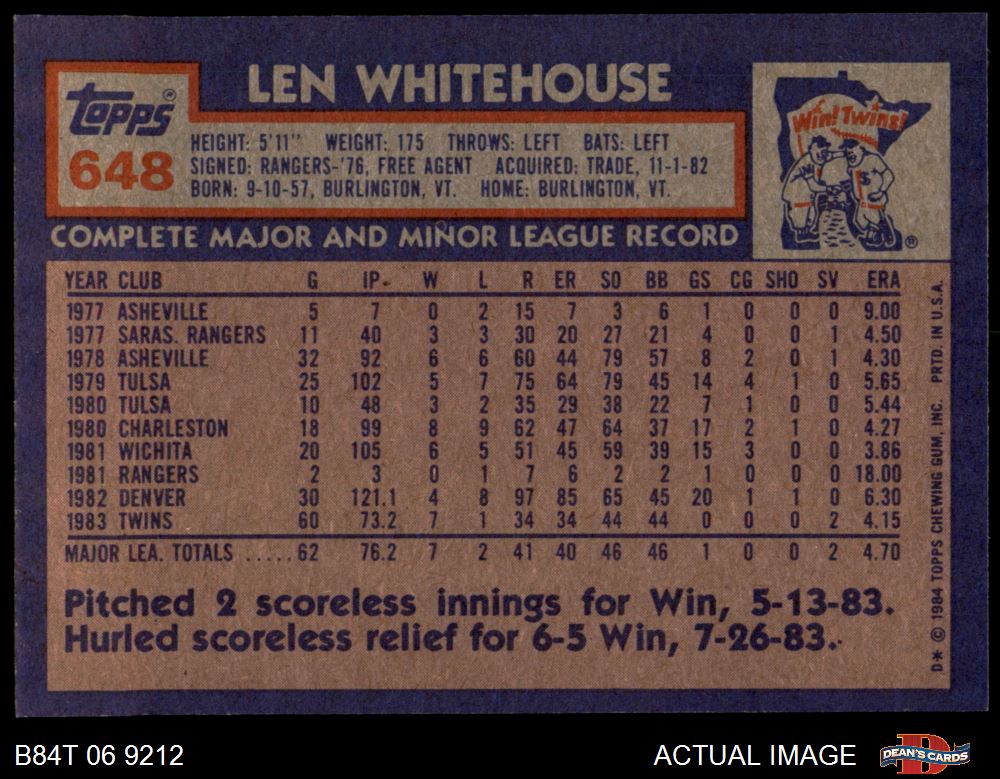 LEN WHITEHOUSE
Topps®
648
HEIGHT: 5'11" WEIGHT: 175 THROWS: LEFT BATS: LEFT
SIGNED: RANGERS-'76, FREE AGENT ACQUIRED: TRADE, 11-1-82
BORN: 9-10-57, BURLINGTON, VT. HOME: BURLINGTON, VT.
Win! Twins!
®
COMPLETE MAJOR AND MINOR LEAGUE RECORD
YEAR CLUB G IP W L R ER SO BB GS CG SHO SV ERA
1977 ASHEVILLE 5 7 0 2 15 7 3 6 1 0 0 0 9.00
1977 SARAS. RANGERS 11 40 3 3 30 20 27 21 4 0 0 1 4.50
1978 ASHEVILLE 32 92 6 6 60 44 79 57 8 2 0 1 4.30
1979 TULSA 25 102 5 7 75 64 79 45 14 4 1 0 5.65
1980 TULSA 10 48 3 2 35 29 38 22 7 1 0 0 5.44
1980 CHARLESTON 18 99 8 9 62 47 64 37 17 2 1 0 4.27
1981 WICHITA 20 105 6 5 51 45 59 39 15 3 0 0 3.86
1981 RANGERS 2 3 0 1 7 6 2 2 1 0 0 0 18.00
1982 DENVER 30 121.1 4 8 97 85 65 45 20 1 1 0 6.30
1983 TWINS 60 73.2 7 1 34 34 44 44 0 0 0 2 4.15
MAJOR LEA. TOTALS .....62 76.2 7 2 41 40 46 46 1 0 0 2 4.70
Pitched 2 scoreless innings for Win, 5-13-83.
Hurled scoreless relief for 6-5 Win, 7-26-83.
D* © 1984 TOPPS CHEWING GUM, INC. PRTD. IN U.S.A.
B84T 06 9212
ACTUAL IMAGE
DEAN'S CARDS